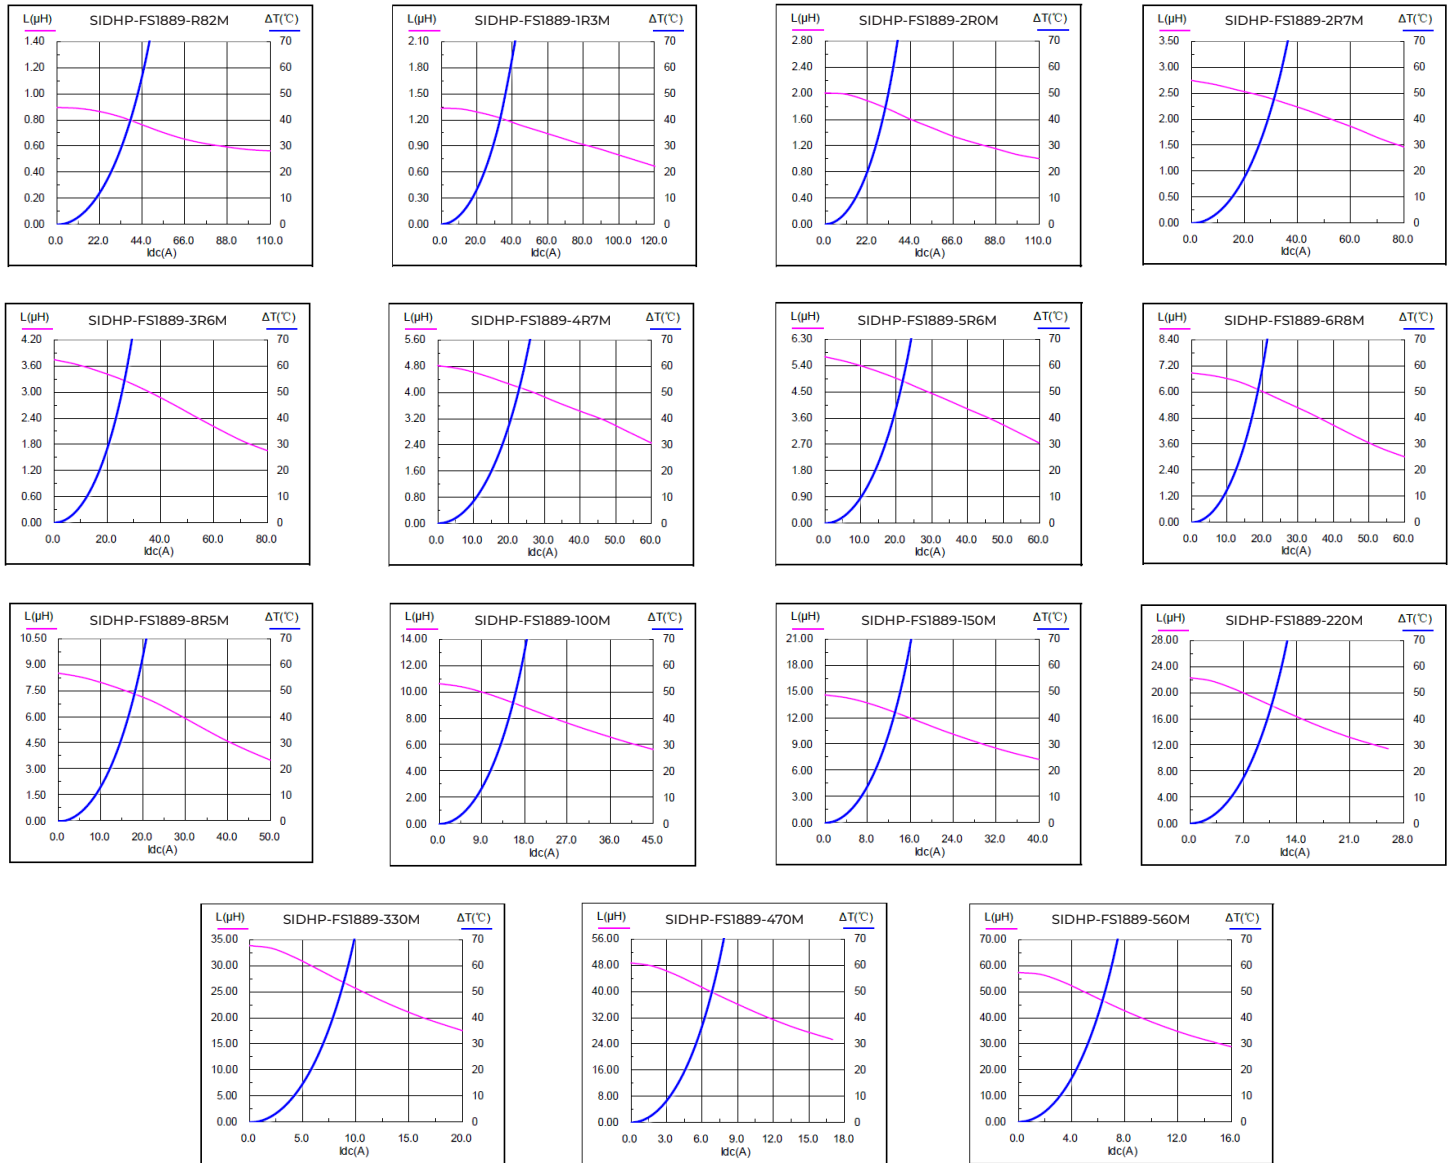 L(μH) SIDHP-FS1889-R82M ΔT(℃)
1.40 70
1.20 60
1.00 50
0.80 40
0.60 30
0.40 20
0.20 10
0.00 0
0.0 22.0 44.0 66.0 88.0 110.0
Idc(A)
L(μH) SIDHP-FS1889-1R3M ΔT(℃)
2.10 70
1.80 60
1.50 50
1.20 40
0.90 30
0.60 20
0.30 10
0.00 0
0.0 20.0 40.0 60.0 80.0 100.0 120.0
Idc(A)
L(μH) SIDHP-FS1889-2R0M ΔT(℃)
2.80 70
2.40 60
2.00 50
1.60 40
1.20 30
0.80 20
0.40 10
0.00 0
0.0 22.0 44.0 66.0 88.0 110.0
Idc(A)
L(μH) SIDHP-FS1889-2R7M ΔT(℃)
3.50 70
3.00 60
2.50 50
2.00 40
1.50 30
1.00 20
0.50 10
0.00 0
0.0 20.0 40.0 60.0 80.0
Idc(A)
L(μH) SIDHP-FS1889-3R6M ΔT(℃)
4.20 70
3.60 60
3.00 50
2.40 40
1.80 30
1.20 20
0.60 10
0.00 0
0.0 20.0 40.0 60.0 80.0
Idc(A)
L(μH) SIDHP-FS1889-4R7M ΔT(℃)
5.60 70
4.80 60
4.00 50
3.20 40
2.40 30
1.60 20
0.80 10
0.00 0
0.0 10.0 20.0 30.0 40.0 50.0 60.0
Idc(A)
L(μH) SIDHP-FS1889-5R6M ΔT(℃)
6.30 70
5.40 60
4.50 50
3.60 40
2.70 30
1.80 20
0.90 10
0.00 0
0.0 10.0 20.0 30.0 40.0 50.0 60.0
Idc(A)
L(μH) SIDHP-FS1889-6R8M ΔT(℃)
8.40 70
7.20 60
6.00 50
4.80 40
3.60 30
2.40 20
1.20 10
0.00 0
0.0 10.0 20.0 30.0 40.0 50.0 60.0
Idc(A)
L(μH) SIDHP-FS1889-8R5M ΔT(℃)
10.50 70
9.00 60
7.50 50
6.00 40
4.50 30
3.00 20
1.50 10
0.00 0
0.0 10.0 20.0 30.0 40.0 50.0
Idc(A)
L(μH) SIDHP-FS1889-100M ΔT(℃)
14.00 70
12.00 60
10.00 50
8.00 40
6.00 30
4.00 20
2.00 10
0.00 0
0.0 9.0 18.0 27.0 36.0 45.0
Idc(A)
L(μH) SIDHP-FS1889-150M ΔT(℃)
21.00 70
18.00 60
15.00 50
12.00 40
9.00 30
6.00 20
3.00 10
0.00 0
0.0 8.0 16.0 24.0 32.0 40.0
Idc(A)
L(μH) SIDHP-FS1889-220M ΔT(℃)
28.00 70
24.00 60
20.00 50
16.00 40
12.00 30
8.00 20
4.00 10
0.00 0
0.0 7.0 14.0 21.0 28.0
Idc(A)
L(μH) SIDHP-FS1889-330M ΔT(℃)
35.00 70
30.00 60
25.00 50
20.00 40
15.00 30
10.00 20
5.00 10
0.00 0
0.0 5.0 10.0 15.0 20.0
Idc(A)
L(μH) SIDHP-FS1889-470M ΔT(℃)
56.00 70
48.00 60
40.00 50
32.00 40
24.00 30
16.00 20
8.00 10
0.00 0
0.0 3.0 6.0 9.0 12.0 15.0 18.0
Idc(A)
L(μH) SIDHP-FS1889-560M ΔT(℃)
70.00 70
60.00 60
50.00 50
40.00 40
30.00 30
20.00 20
10.00 10
0.00 0
0.0 4.0 8.0 12.0 16.0
Idc(A)